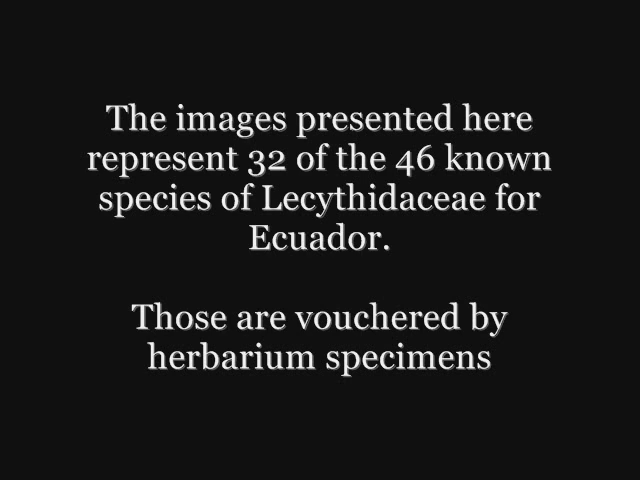 The images presented here
represent 32 of the 46 known
species of Lecythidaceae for
Ecuador.
Those are vouchered by
herbarium specimens